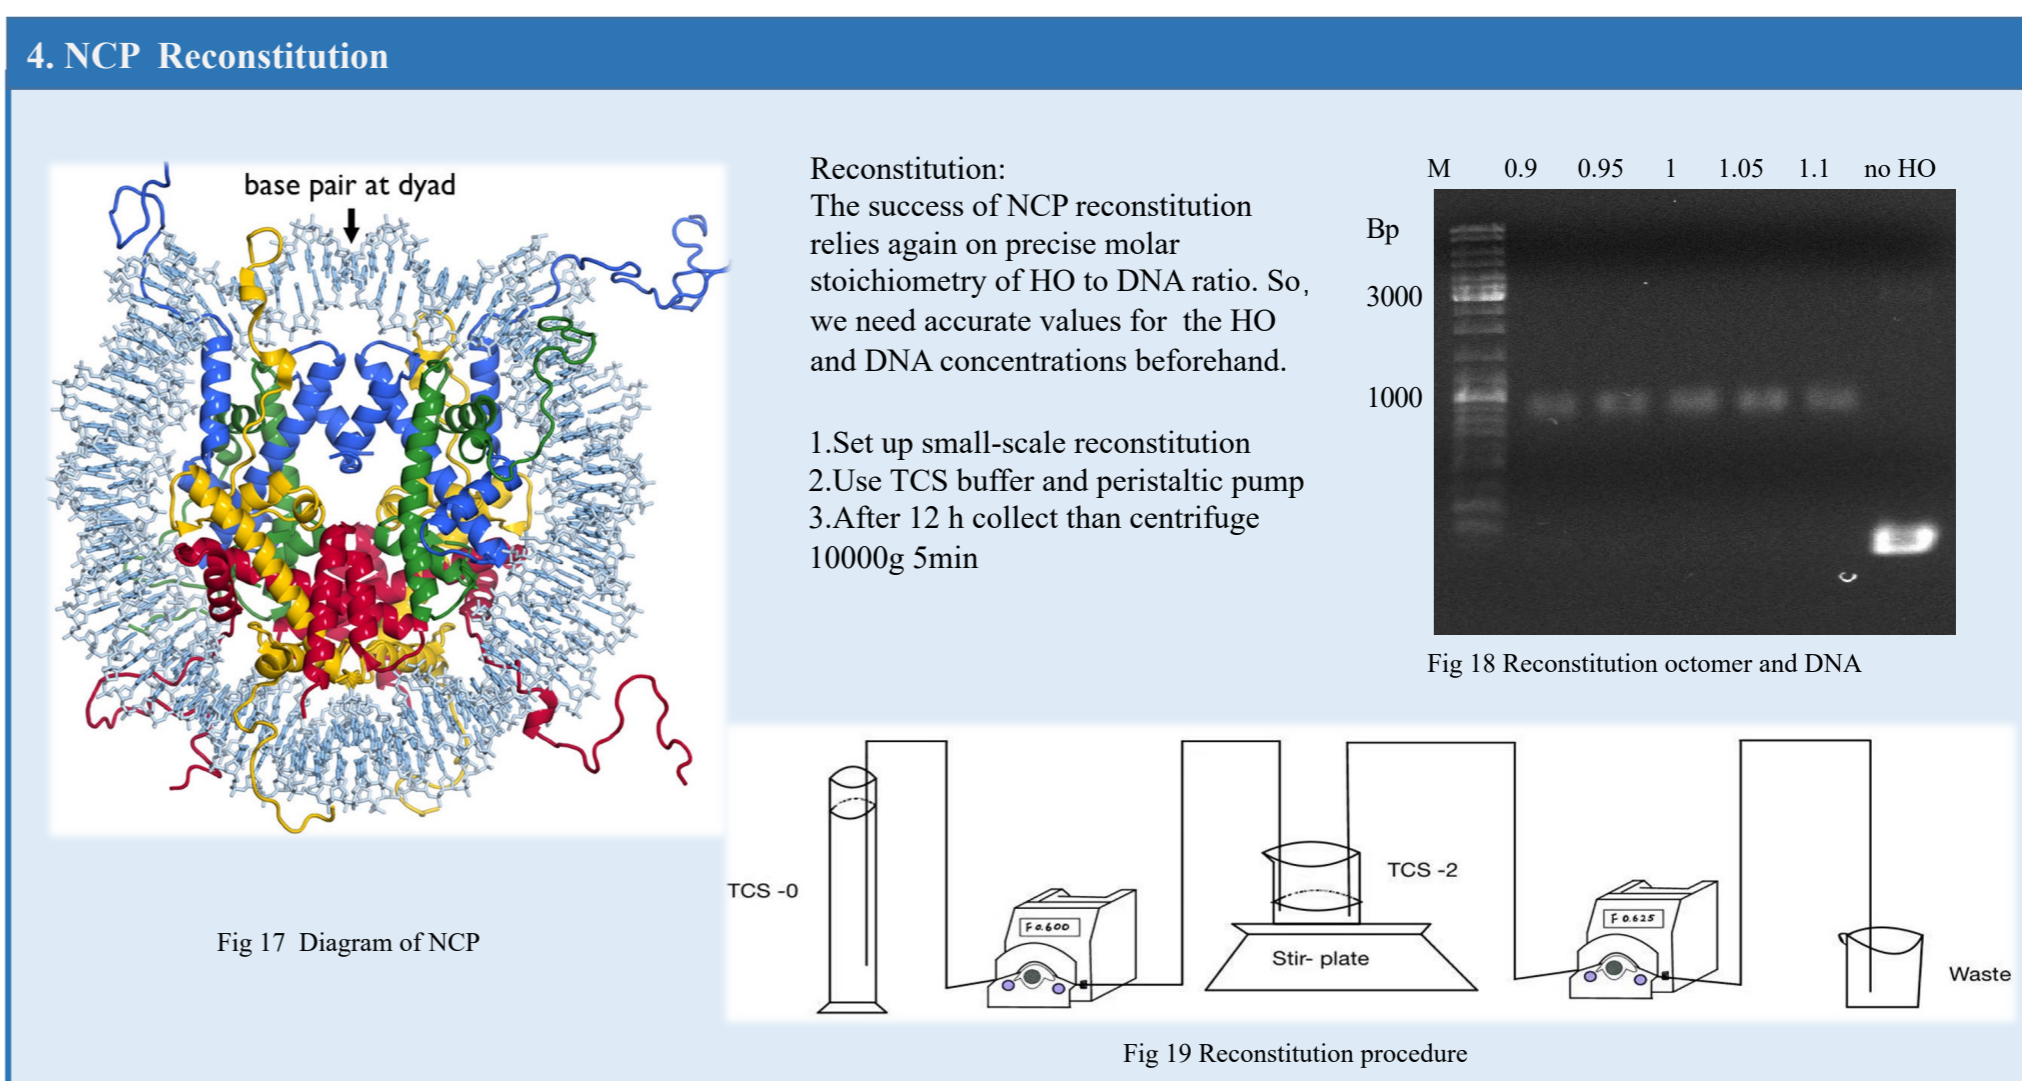 4. NCP Reconstitution
base pair at dyad
Reconstitution:
The success of NCP reconstitution
relies again on precise molar
stoichiometry of HO to DNA ratio. So,
we need accurate values for the HO
and DNA concentrations beforehand.
1.Set up small-scale reconstitution
2.Use TCS buffer and peristaltic pump
3.After 12 h collect than centrifuge
10000g 5min
M 0.9 0.95 1 1.05 1.1 no HO
Bp
3000
1000
Fig 18 Reconstitution octomer and DNA
Fig 17 Diagram of NCP
TCS -0
F 0.600
TCS -2
Stir- plate
F 0.625
Waste
Fig 19 Reconstitution procedure